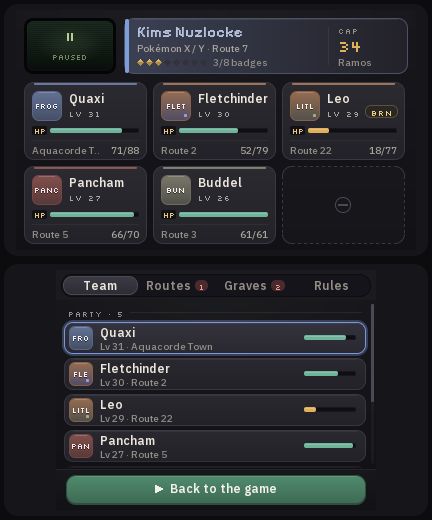 PAUSED
Kims Nuzlocke
Pokémon X / Y · Route 7
3/8 badges
CAP
34
Ramos
FROG
Quaxi
LV 31
HP
Aquacorde T..
71/88
FLET
Fletchinder
LV 30
HP
Route 2
52/79
LITL
Leo
LV 29
BRN
HP
Route 22
18/77
PANC
Pancham
LV 27
HP
Route 5
66/70
BUN
Buddel
LV 26
HP
Route 3
61/61
Team
Routes 1
Graves 2
Rules
PARTY · 5
FRO
Quaxi
Lv 31 · Aquacorde Town
FLE
Fletchinder
Lv 30 · Route 2
LITL
Leo
Lv 29 · Route 22
PAN
Pancham
Lv 27 · Route 5
Back to the game